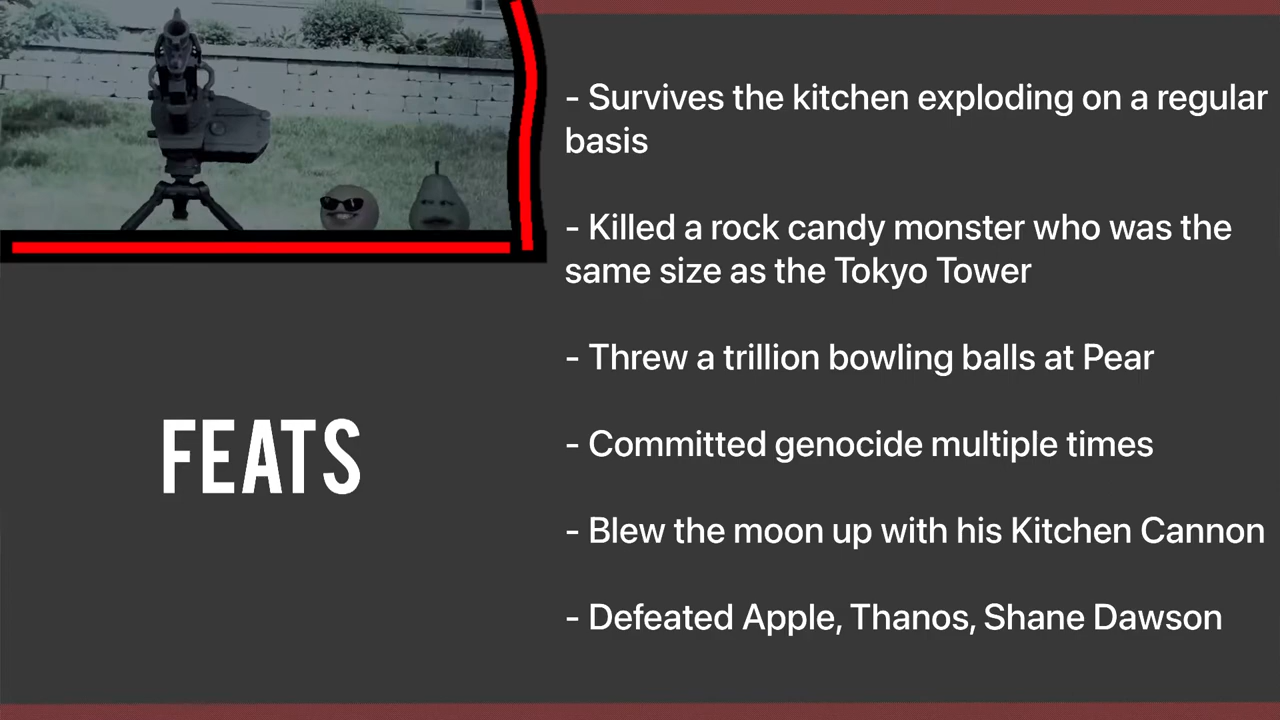 - Survives the kitchen exploding on a regular
basis
- Killed a rock candy monster who was the
same size as the Tokyo Tower
- Threw a trillion bowling balls at Pear
FEATS
- Committed genocide multiple times
- Blew the moon up with his Kitchen Cannon
- Defeated Apple, Thanos, Shane Dawson